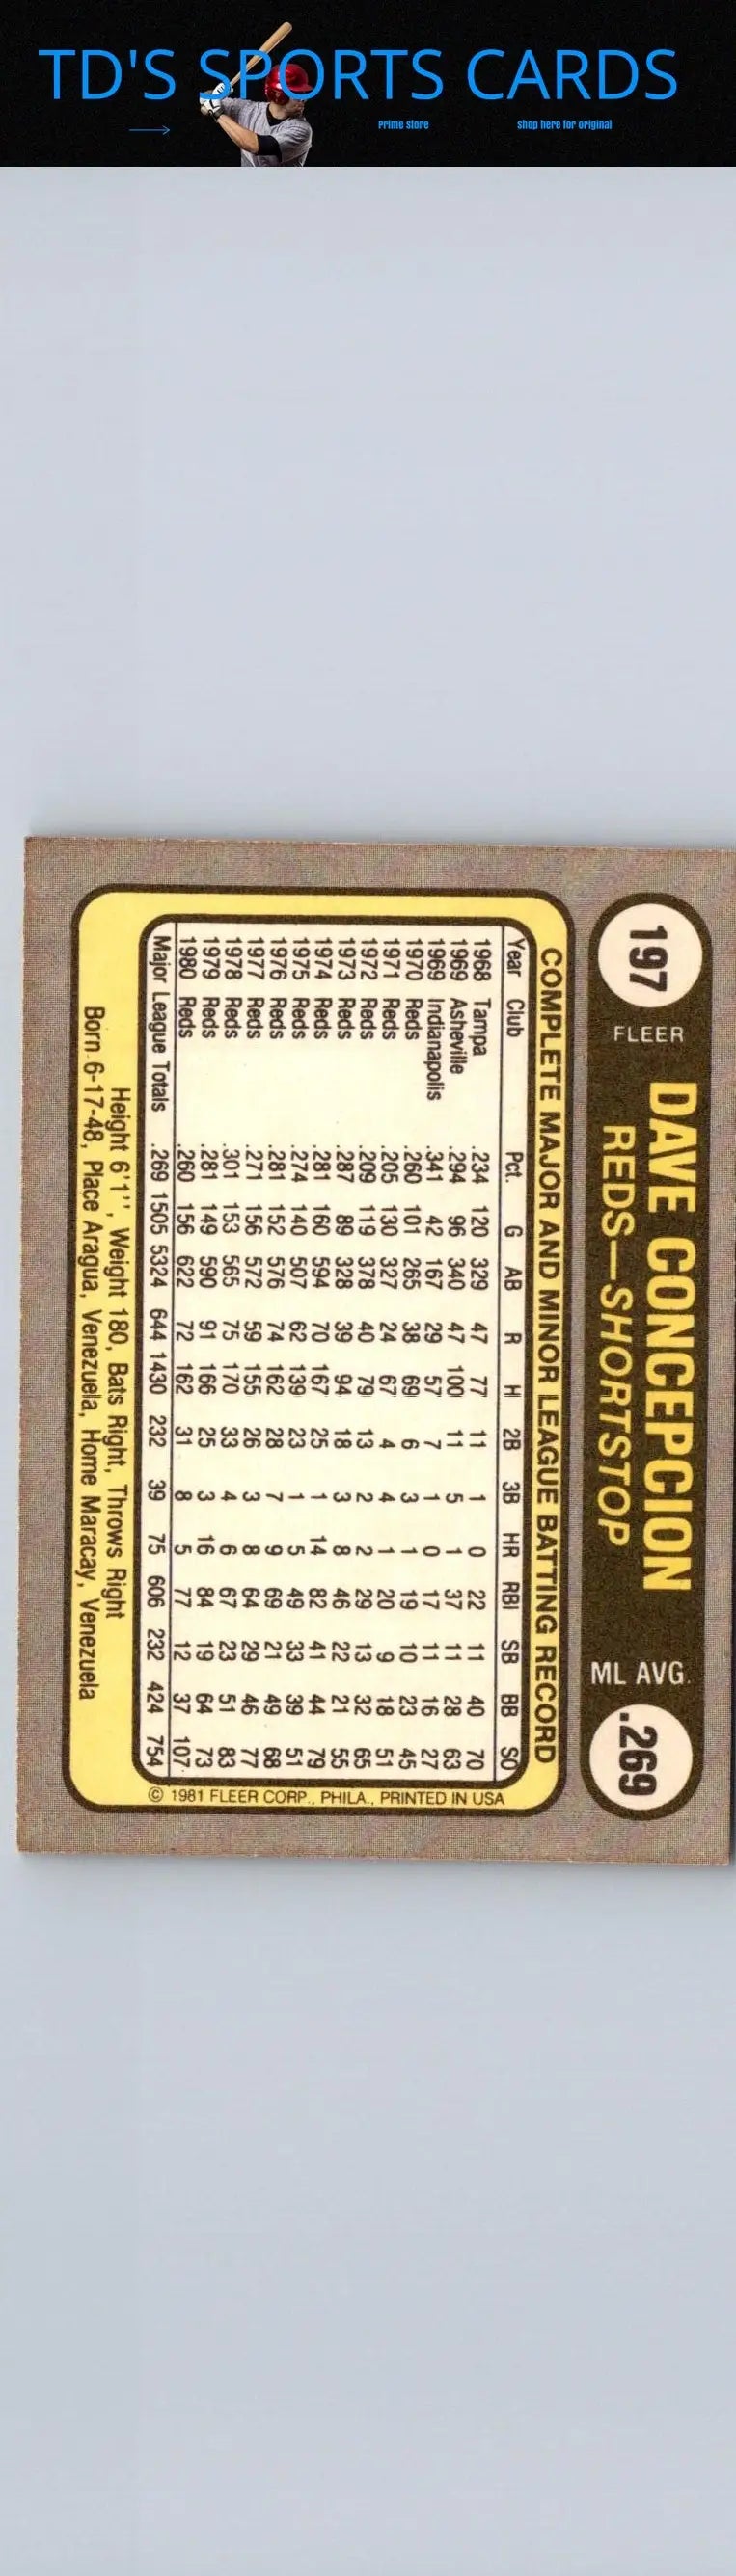 TD'S SPORTS CARDS
Prime store
shop here for original
197
FLEER
DAVE CONCEPCION
REDS—SHORTSTOP
ML AVG.
.269
COMPLETE MAJOR AND MINOR LEAGUE BATTING RECORD
Year Club Pct. G AB R H 2B 3B HR RBI SB BB SO
1968 Tampa .234 120 329 47 77 11 1 0 22 11 40 70
1969 Asheville .294 96 340 47 100 11 5 1 37 11 28 63
1969 Indianapolis .341 42 167 29 57 7 1 0 17 11 16 27
1970 Reds .260 101 265 38 69 6 3 1 19 10 23 45
1971 Reds .205 130 327 24 67 4 4 1 20 9 18 51
1972 Reds .209 119 378 40 79 13 2 2 29 13 32 65
1973 Reds .287 89 328 39 94 18 3 8 46 22 21 55
1974 Reds .281 160 594 70 167 25 1 14 82 41 44 79
1975 Reds .274 140 507 62 139 23 1 5 49 33 39 51
1976 Reds .281 152 576 74 162 28 7 9 69 21 49 68
1977 Reds .271 156 572 59 155 26 3 8 64 29 46 77
1978 Reds .301 153 565 75 170 33 4 6 67 23 51 83
1979 Reds .281 149 590 91 166 25 3 16 84 19 64 73
1980 Reds .260 156 622 72 162 31 8 5 77 12 37 107
Major League Totals .269 1505 5324 644 1430 232 39 75 606 232 424 754
Height 6'1", Weight 180, Bats Right, Throws Right
Born 6-17-48, Place Aragua, Venezuela, Home Maracay, Venezuela
© 1981 FLEER CORP., PHILA., PRINTED IN USA